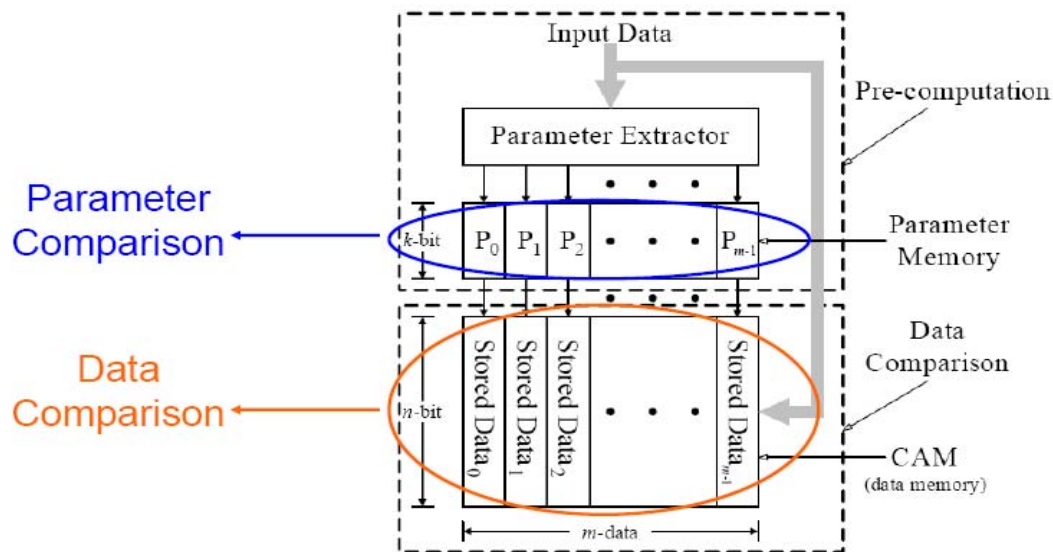 Input Data
Pre-computation
Parameter Extractor
• • •
Parameter
Comparison
k-bit
P0 P1 P2 • • • Pm-1
Parameter
Memory
• • •
Data
Comparison
Data
Comparison
n-bit
Stored Data0
Stored Data1
Stored Data2
• • •
Stored Datam-1
CAM
(data memory)
m-data